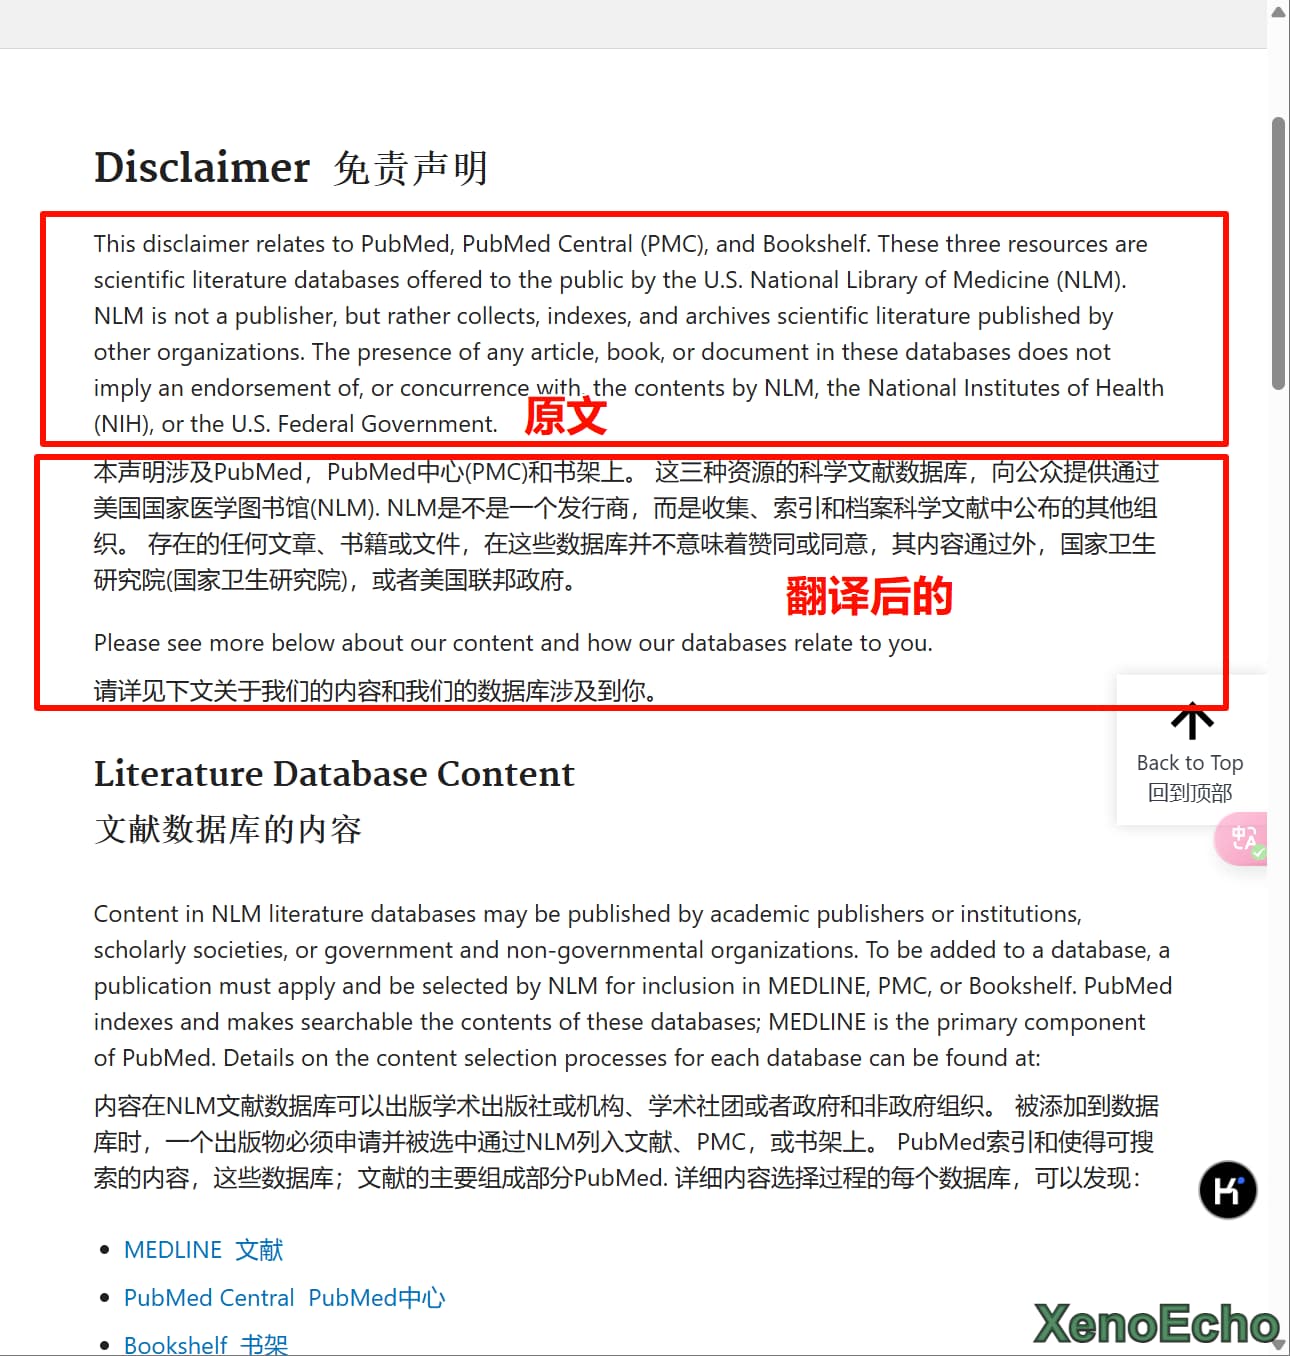 Disclaimer 免责声明
This disclaimer relates to PubMed, PubMed Central (PMC), and Bookshelf. These three resources are
scientific literature databases offered to the public by the U.S. National Library of Medicine (NLM).
NLM is not a publisher, but rather collects, indexes, and archives scientific literature published by
other organizations. The presence of any article, book, or document in these databases does not
imply an endorsement of, or concurrence with, the contents by NLM, the National Institutes of Health
(NIH), or the U.S. Federal Government.
原文
本声明涉及PubMed，PubMed中心(PMC)和书架上。 这三种资源的科学文献数据库，向公众提供通过
美国国家医学图书馆(NLM). NLM是不是一个发行商，而是收集、索引和档案科学文献中公布的其他组
织。 存在的任何文章、书籍或文件，在这些数据库并不意味着赞同或同意，其内容通过外，国家卫生
研究院(国家卫生研究院)，或者美国联邦政府。
翻译后的
Please see more below about our content and how our databases relate to you.
请详见下文关于我们的内容和我们的数据库涉及到你。
Back to Top
回到顶部
中
A
Literature Database Content
文献数据库的内容
Content in NLM literature databases may be published by academic publishers or institutions,
scholarly societies, or government and non-governmental organizations. To be added to a database, a
publication must apply and be selected by NLM for inclusion in MEDLINE, PMC, or Bookshelf. PubMed
indexes and makes searchable the contents of these databases; MEDLINE is the primary component
of PubMed. Details on the content selection processes for each database can be found at:
内容在NLM文献数据库可以出版学术出版社或机构、学术社团或者政府和非政府组织。 被添加到数据
库时，一个出版物必须申请并被选中通过NLM列入文献、PMC，或书架上。 PubMed索引和使得可搜
索的内容，这些数据库；文献的主要组成部分PubMed. 详细内容选择过程的每个数据库，可以发现：
K
MEDLINE 文献
PubMed Central PubMed中心
Bookshelf 书架
XenoEcho